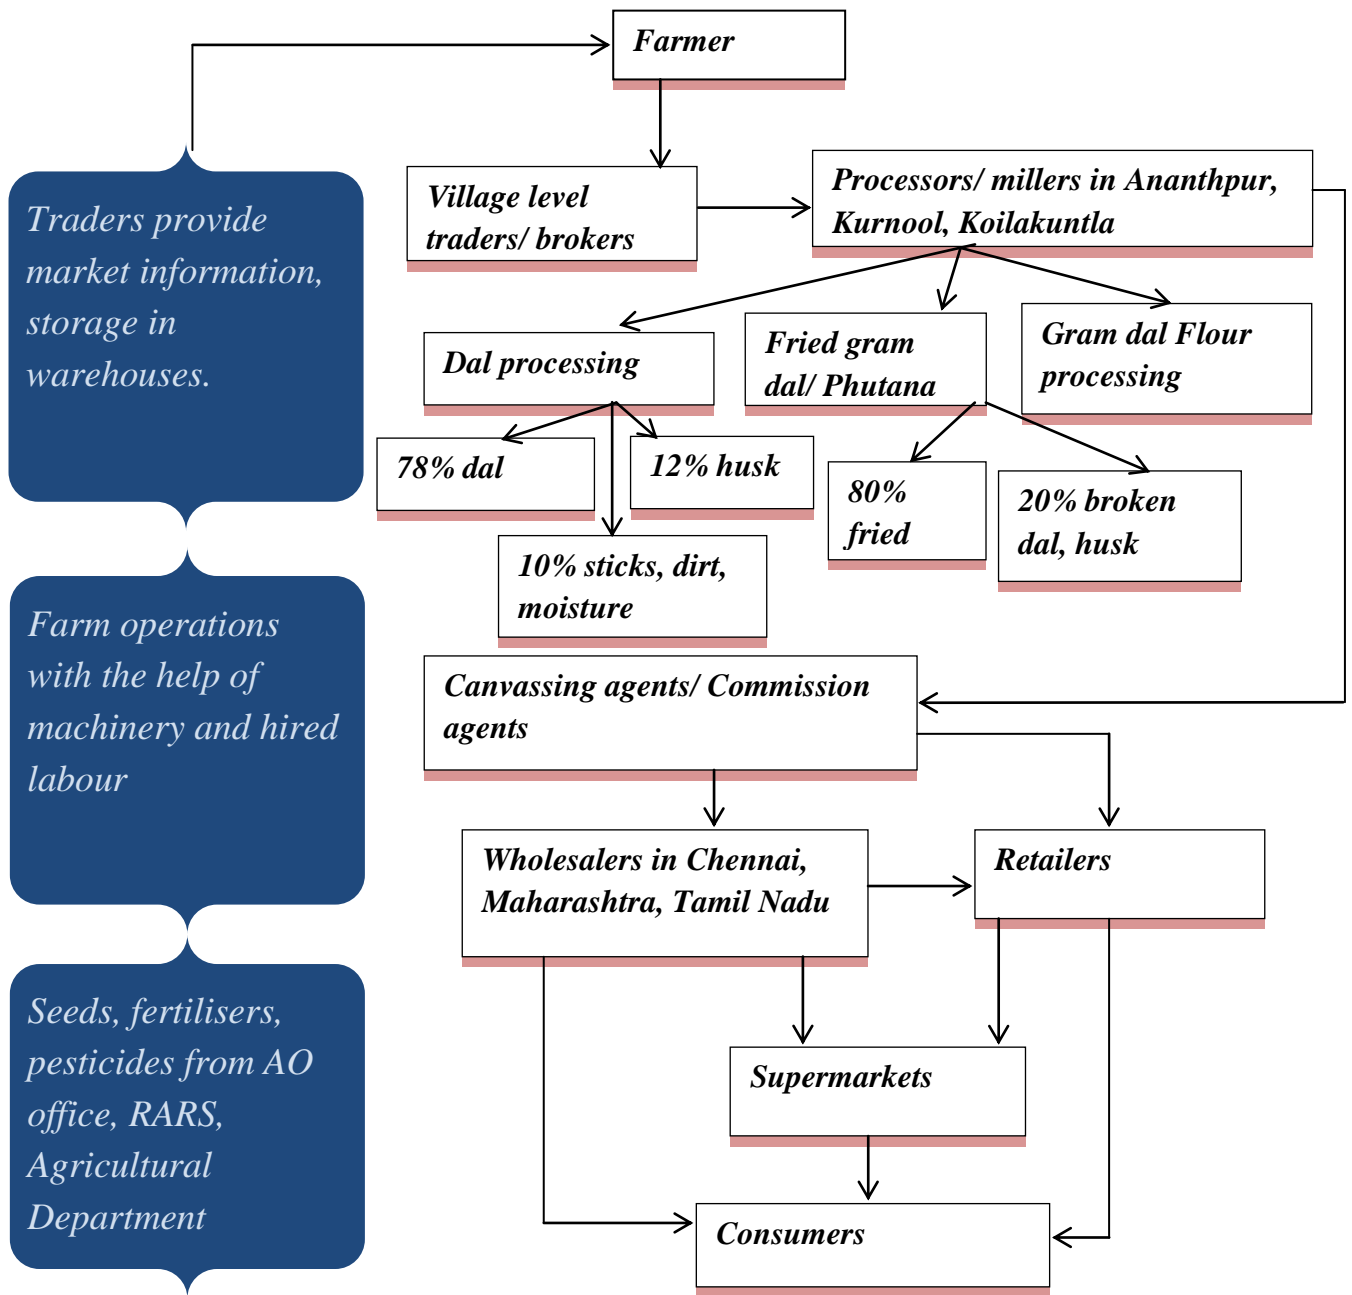 Farmer
Traders provide
market information,
storage in
warehouses.
Village level
traders/ brokers
Processors/ millers in Ananthpur,
Kurnool, Koilakuntla
Dal processing
Fried gram
dal/ Phutana
Gram dal Flour
processing
78% dal
12% husk
80%
fried
20% broken
dal, husk
10% sticks, dirt,
moisture
Farm operations
with the help of
machinery and hired
labour
Canvassing agents/ Commission
agents
Wholesalers in Chennai,
Maharashtra, Tamil Nadu
Retailers
Seeds, fertilisers,
pesticides from AO
office, RARS,
Agricultural
Department
Supermarkets
Consumers